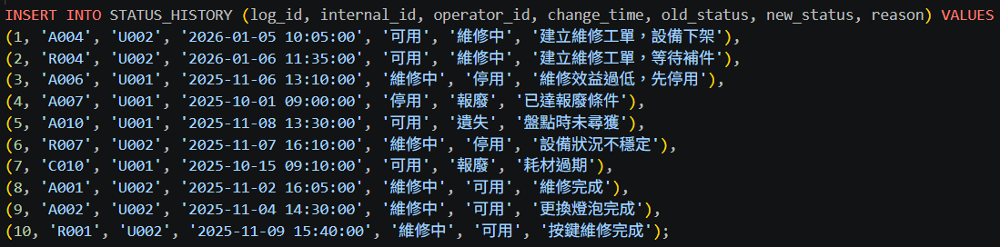 INSERT INTO STATUS_HISTORY (log_id, internal_id, operator_id, change_time, old_status, new_status, reason) VALUES
(1, 'A004', 'U002', '2026-01-05 10:05:00', '可用', '維修中', '建立維修工單，設備下架'),
(2, 'R004', 'U002', '2026-01-06 11:35:00', '可用', '維修中', '建立維修工單，等待補件'),
(3, 'A006', 'U001', '2025-11-06 13:10:00', '維修中', '停用', '維修效益過低，先停用'),
(4, 'A007', 'U001', '2025-10-01 09:00:00', '停用', '報廢', '已達報廢條件'),
(5, 'A010', 'U001', '2025-11-08 13:30:00', '可用', '遺失', '盤點時未尋獲'),
(6, 'R007', 'U002', '2025-11-07 16:10:00', '維修中', '停用', '設備狀況不穩定'),
(7, 'C010', 'U001', '2025-10-15 09:10:00', '可用', '報廢', '耗材過期'),
(8, 'A001', 'U002', '2025-11-02 16:05:00', '維修中', '可用', '維修完成'),
(9, 'A002', 'U002', '2025-11-04 14:30:00', '維修中', '可用', '更換燈泡完成'),
(10, 'R001', 'U002', '2025-11-09 15:40:00', '維修中', '可用', '按鍵維修完成');